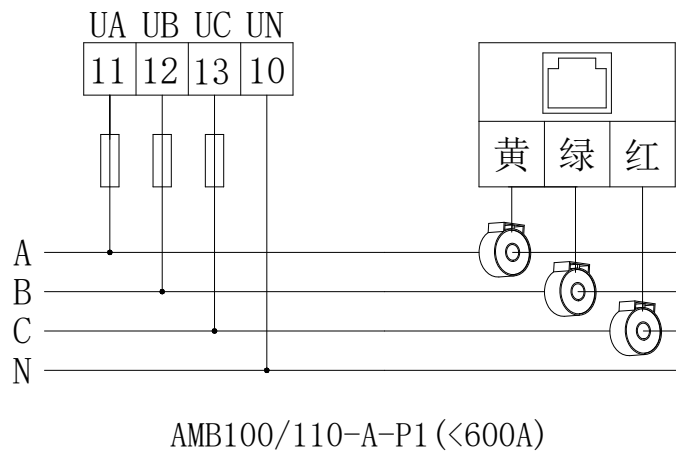 UA UB UC UN
11 12 13 10
黄 绿 红
A
B
C
N
AMB100/110-A-P1(<600A)